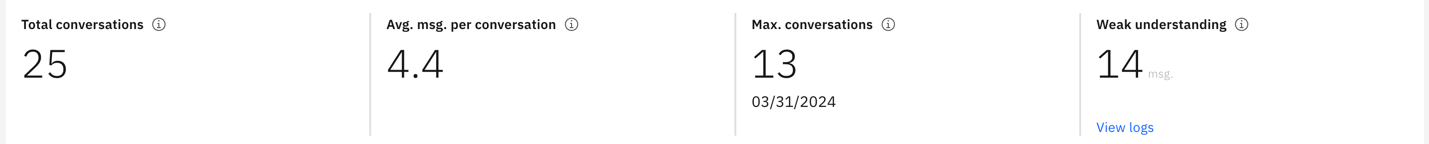 Total conversations
25
Avg. msg. per conversation
4.4
Max. conversations
13
03/31/2024
Weak understanding
14 msg.
View logs